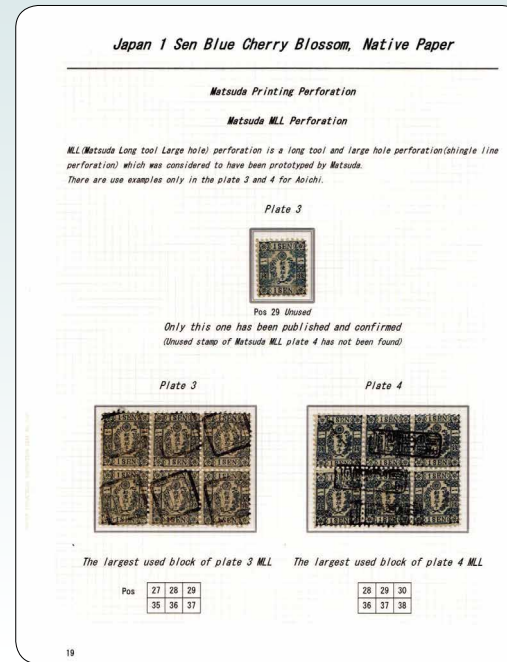 Japan 1 Sen Blue Cherry Blossom, Native Paper
Matsuda Printing Perforation
Matsuda MLL Perforation
MLL(Matsuda Long tool Large hole) perforation is a long tool and large hole perforation(shingle line
perforation) which was considered to have been prototyped by Matsuda.
There are use examples only in the plate 3 and 4 for Aoichi.
Plate 3
1 SEN
1 SEN
Pos 29 Unused
Only this one has been published and confirmed
(Unused stamp of Matsuda MLL plate 4 has not been found)
Plate 3
Plate 4
The largest used block of plate 3 MLL
The largest used block of plate 4 MLL
Pos 27 28 29
35 36 37
28 29 30
36 37 38
19